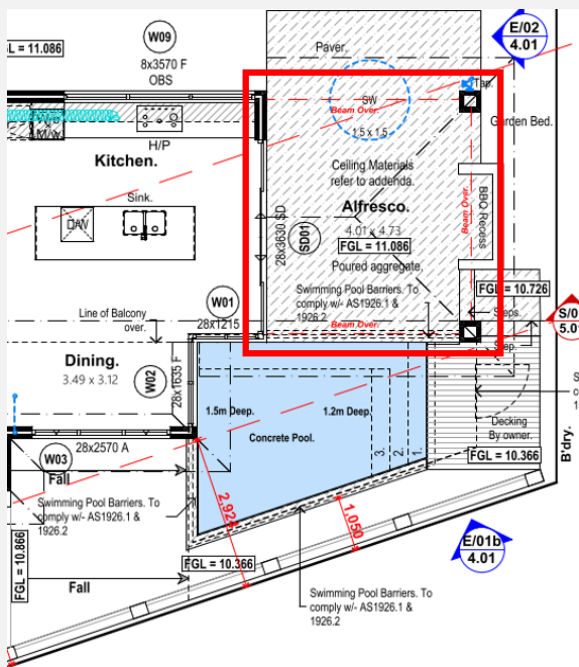 E/02
4.01
W09
GL = 11.086
8x3570 F
OBS
Paver.
Tap.
SW
Beam Over.
1.5 x 1.5
Garden Bed.
H/P
Kitchen.
Sink.
D/W
Ceiling Materials
refer to addenda.
Alfresco.
4.01 x 4.73
FGL = 11.086
BBQ Recess
Beam Over.
SD01
28x3630 SD
Poured aggregate.
Swimming Pool Barriers. To
comply w/- AS1926.1 &
1926.2
Beam Over.
FGL = 10.726
Steps.
Step
S/0
5.0
W01
28x1215
Line of Balcony
over.
Dining.
3.49 x 3.12
W02
28x1635 F
1.5m Deep.
1.2m Deep.
Concrete Pool.
3.
2.
1.
S
o
1
Decking
By owner.
FGL = 10.366
B'dry.
28x2570 A
W03
Fall
Swimming Pool Barriers. To
comply w/- AS1926.1 &
1926.2
2,922
1,050
E/01b
4.01
FGL = 10.866
FGL = 10.366
Fall
Swimming Pool Barriers. To
comply w/- AS1926.1 &
1926.2